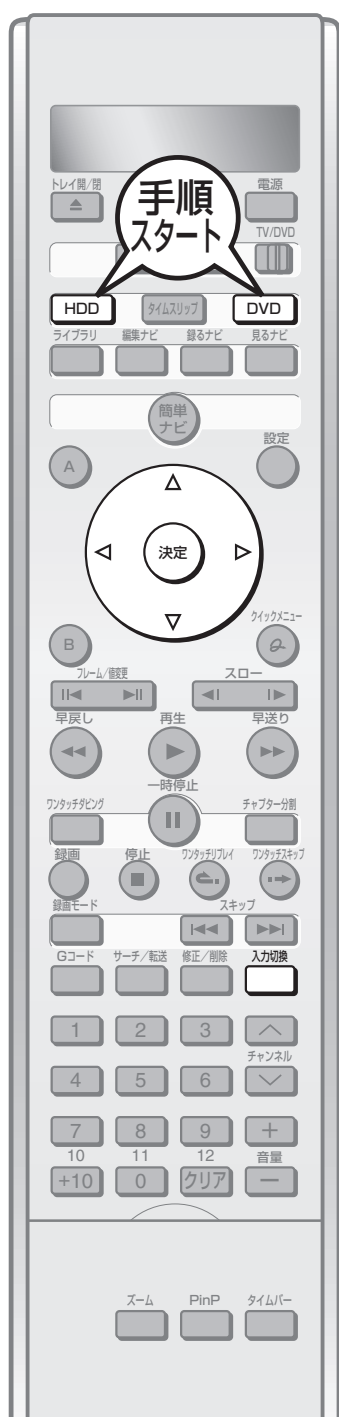 トレイ開/閉 電源
手順
スタート
TV/DVD
HDD タイムスリップ DVD
ライブラリ 編集ナビ 録るナビ 見るナビ
簡単
ナビ
設定
A
決定
B
クイックメニュー
フレーム/値変更 スロー
早戻し 再生 早送り
一時停止
ワンタッチダビング チャプター分割
録画 停止 ワンタッチリプレイ ワンタッチスキップ
録画モード スキップ
Gコード サーチ/転送 修正/削除 入力切換
1 2 3
チャンネル
4 5 6
7 8 9 +
10 11 12 音量
+10 0 クリア −
ズーム PinP タイムバー